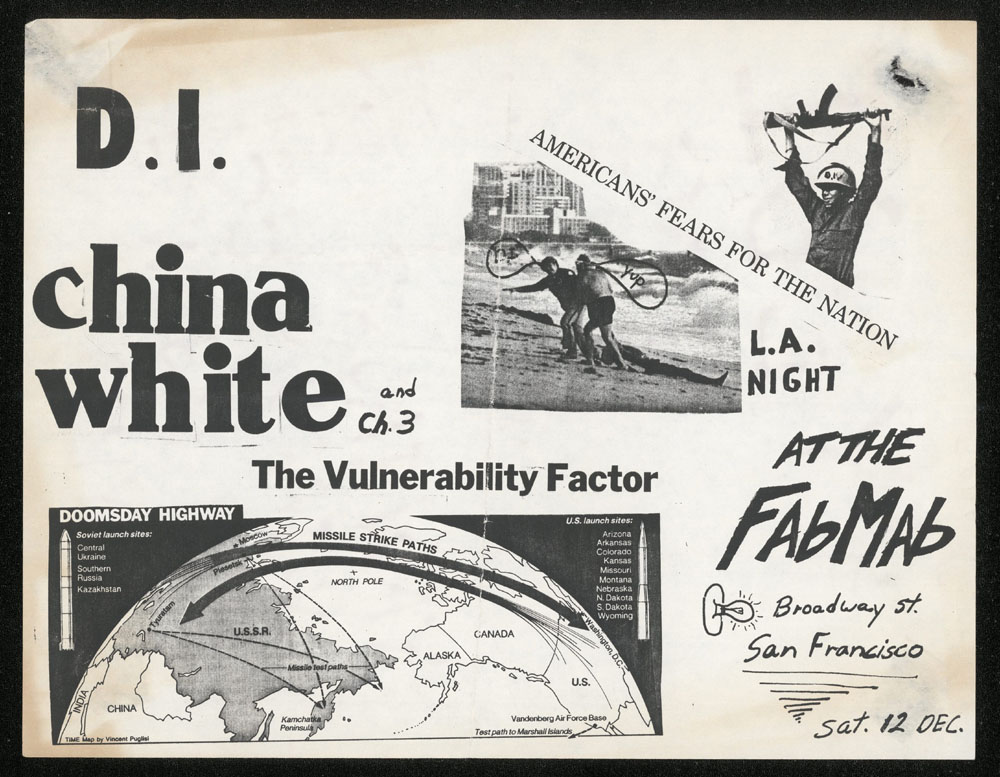 D.I.
china
white
and
Ch.3
AMERICANS' FEARS FOR THE NATION
yup
D.I.
L.A.
NIGHT
AT THE
FAbMAb
Broadway st.
San Francisco
Sat. 12 DEC.
The Vulnerability Factor
DOOMSDAY HIGHWAY
Soviet launch sites:
Central
Ukraine
Southern
Russia
Kazakhstan
MISSILE STRIKE PATHS
U.S. launch sites:
Arizona
Arkansas
Colorado
Kansas
Missouri
Montana
Nebraska
N. Dakota
S. Dakota
Wyoming
Moscow
Plesetsk
Tyuratam
NORTH POLE
U.S.S.R.
CANADA
ALASKA
Washington, D.C.
U.S.
Missile test paths
INDIA
CHINA
Kamchatka
Peninsula
Vandenberg Air Force Base
Test path to Marshall Islands
TIME Map by Vincent Puglisi